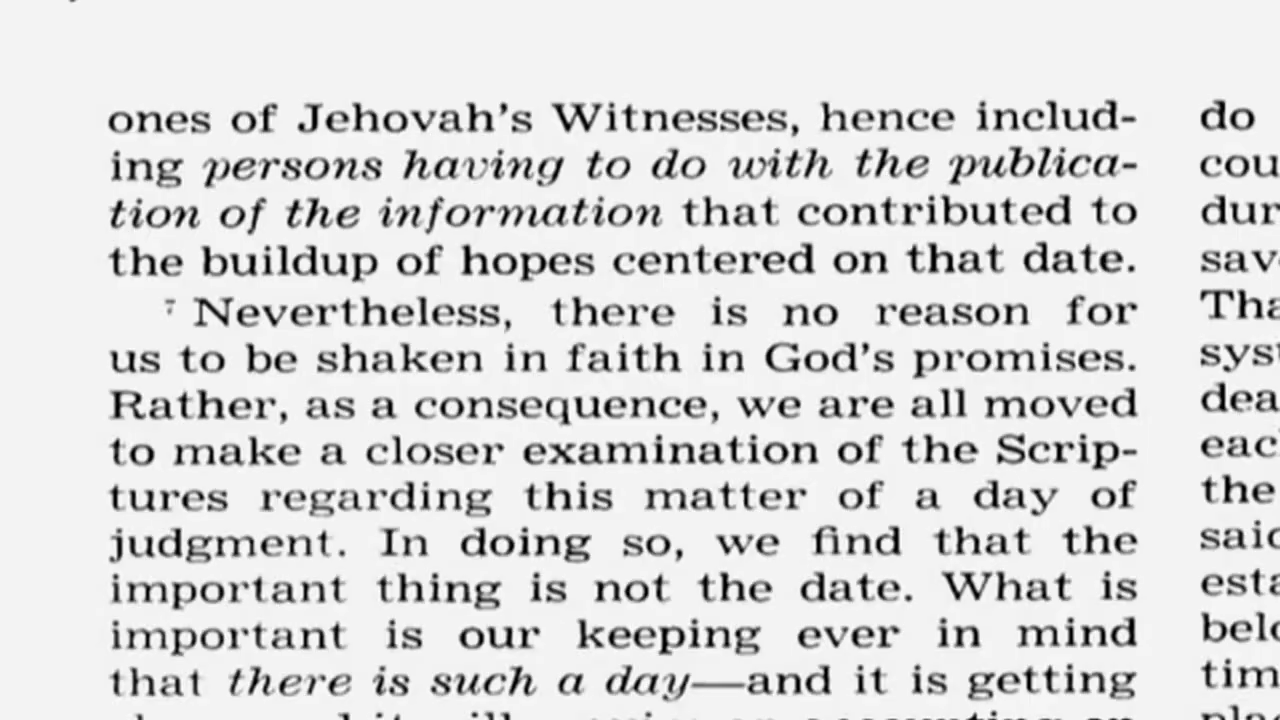 ones of Jehovah's Witnesses, hence includ-
ing persons having to do with the publica-
tion of the information that contributed to
the buildup of hopes centered on that date.
7 Nevertheless, there is no reason for
us to be shaken in faith in God's promises.
Rather, as a consequence, we are all moved
to make a closer examination of the Scrip-
tures regarding this matter of a day of
judgment. In doing so, we find that the
important thing is not the date. What is
important is our keeping ever in mind
that there is such a day—and it is getting
do